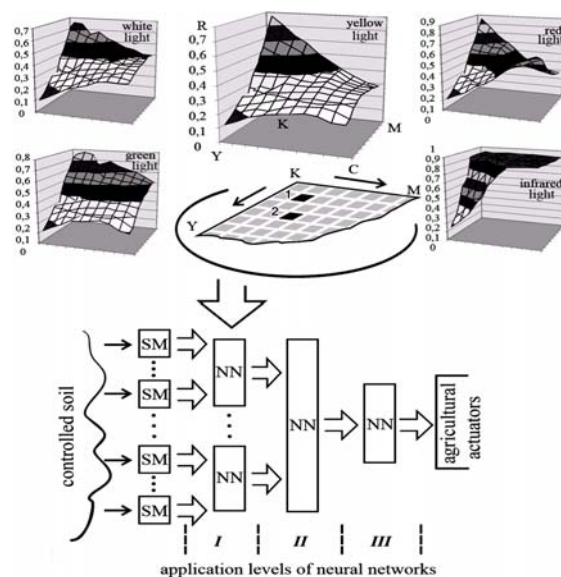 white
light
0,7
0,6
0,5
0,4
0,3
0,2
0,1
0
R
0,7
0,6
0,5
0,4
0,3
0,2
0,1
0
yellow
light
K
Y
M
0,9
0,8
0,7
0,6
0,5
0,4
0,3
0,2
0,1
0
red
light
0,8
0,7
0,6
0,5
0,4
0,3
0,2
0,1
0
green
light
K
C
M
1
2
Y
1
0,9
0,8
0,7
0,6
0,5
0,4
0,3
0,2
0,1
0
infrared
light
controlled soil
SM
SM
SM
SM
NN
NN
NN
NN
agricultural
actuators
I
II
III
application levels of neural networks